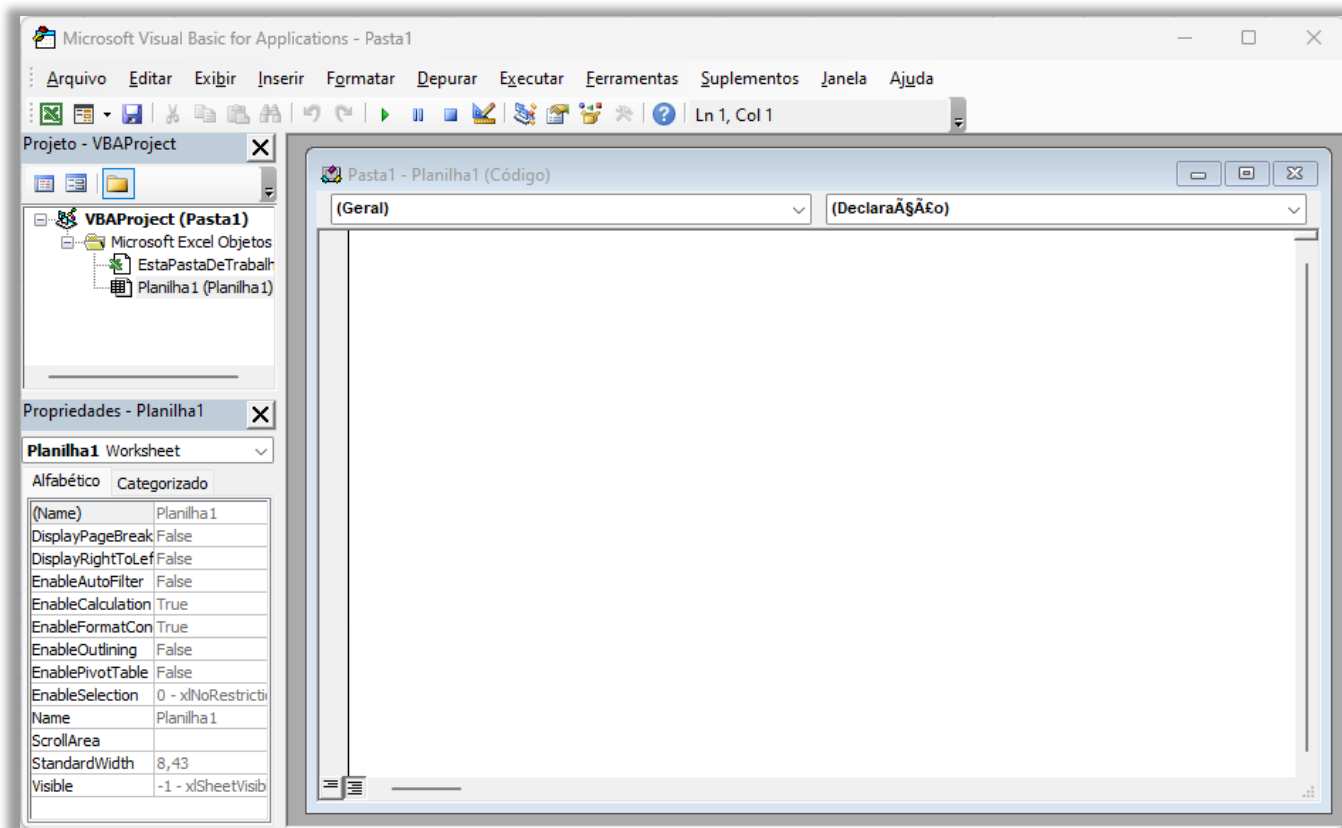 Microsoft Visual Basic for Applications - Pasta1
Arquivo Editar Exibir Inserir Formatar Depurar Executar Ferramentas Suplementos Janela Ajuda
Ln 1, Col 1
Projeto - VBAProject
VBAProject (Pasta1)
Microsoft Excel Objetos
EstaPastaDeTrabalh
Planilha1 (Planilha1)
Propriedades - Planilha1
Planilha1 Worksheet
Alfabético Categorizado
(Name) Planilha1
DisplayPageBreak False
DisplayRightToLef False
EnableAutoFilter False
EnableCalculation True
EnableFormatCon True
EnableOutlining False
EnablePivotTable False
EnableSelection 0 - xlNoRestricti
Name Planilha1
ScrollArea
StandardWidth 8,43
Visible -1 - xlSheetVisib
Pasta1 - Planilha1 (Código)
(Geral) (DeclaraÃ§Ã£o)